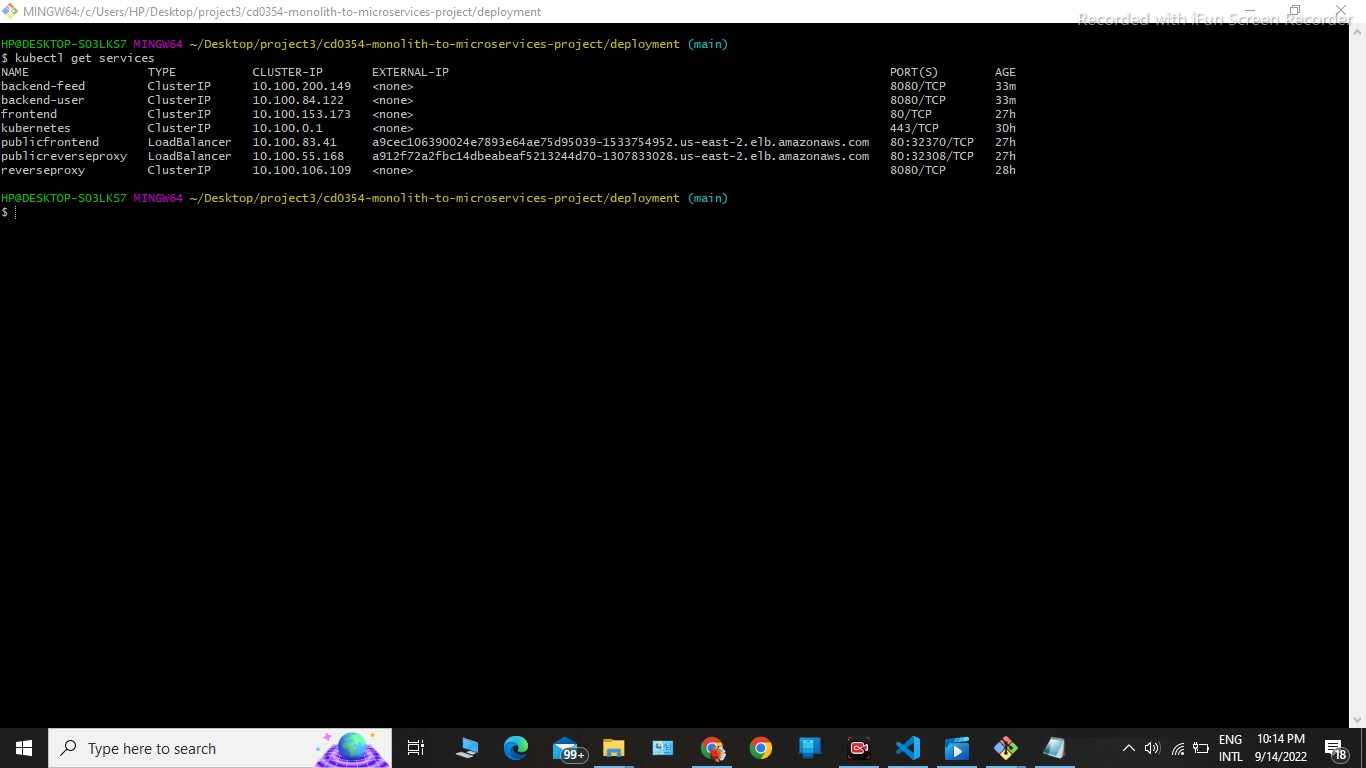 MINGW64:/c/Users/HP/Desktop/project3/cd0354-monolith-to-microservices-project/deployment
Recorded with iFun Screen Recorder
HP@DESKTOP-SO3LKS7 MINGW64 ~/Desktop/project3/cd0354-monolith-to-microservices-project/deployment (main)
$ kubectl get services
NAME TYPE CLUSTER-IP EXTERNAL-IP PORT(S) AGE
backend-feed ClusterIP 10.100.200.149 <none> 8080/TCP 33m
backend-user ClusterIP 10.100.84.122 <none> 8080/TCP 33m
frontend ClusterIP 10.100.153.173 <none> 80/TCP 27h
kubernetes ClusterIP 10.100.0.1 <none> 443/TCP 30h
publicfrontend LoadBalancer 10.100.83.41 a9cec106390024e7893e64ae75d95039-1533754952.us-east-2.elb.amazonaws.com 80:32370/TCP 27h
publicreverseproxy LoadBalancer 10.100.55.168 a912f72a2fbc14dbeabeaf5213244d70-1307833028.us-east-2.elb.amazonaws.com 80:32308/TCP 27h
reverseproxy ClusterIP 10.100.106.109 <none> 8080/TCP 28h
HP@DESKTOP-SO3LKS7 MINGW64 ~/Desktop/project3/cd0354-monolith-to-microservices-project/deployment (main)
$
Type here to search
99+
ENG
INTL
10:14 PM
9/14/2022
18